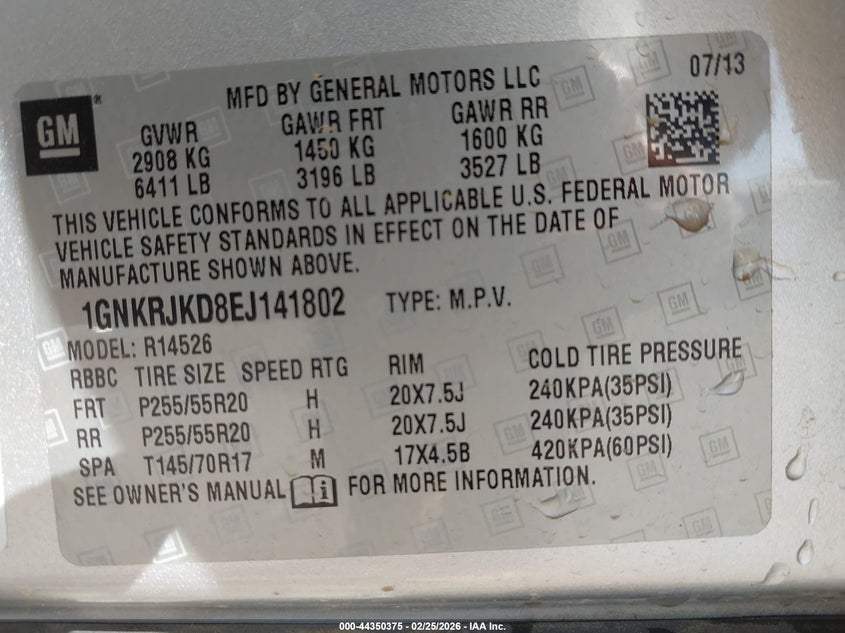 07/13
MFD BY GENERAL MOTORS LLC
GM®
GVWR GAWR FRT GAWR RR
2908 KG 1450 KG 1600 KG
6411 LB 3196 LB 3527 LB
THIS VEHICLE CONFORMS TO ALL APPLICABLE U.S. FEDERAL MOTOR
VEHICLE SAFETY STANDARDS IN EFFECT ON THE DATE OF
MANUFACTURE SHOWN ABOVE.
1GNKRJKD8EJ141802 TYPE: M.P.V.
MODEL: R14526
RBBC TIRE SIZE SPEED RTG RIM COLD TIRE PRESSURE
FRT P255/55R20 H 20X7.5J 240KPA(35PSI)
RR P255/55R20 H 20X7.5J 240KPA(35PSI)
SPA T145/70R17 M 17X4.5B 420KPA(60PSI)
SEE OWNER'S MANUAL i FOR MORE INFORMATION.
000-44350375 - 02/25/2026 - IAA Inc.